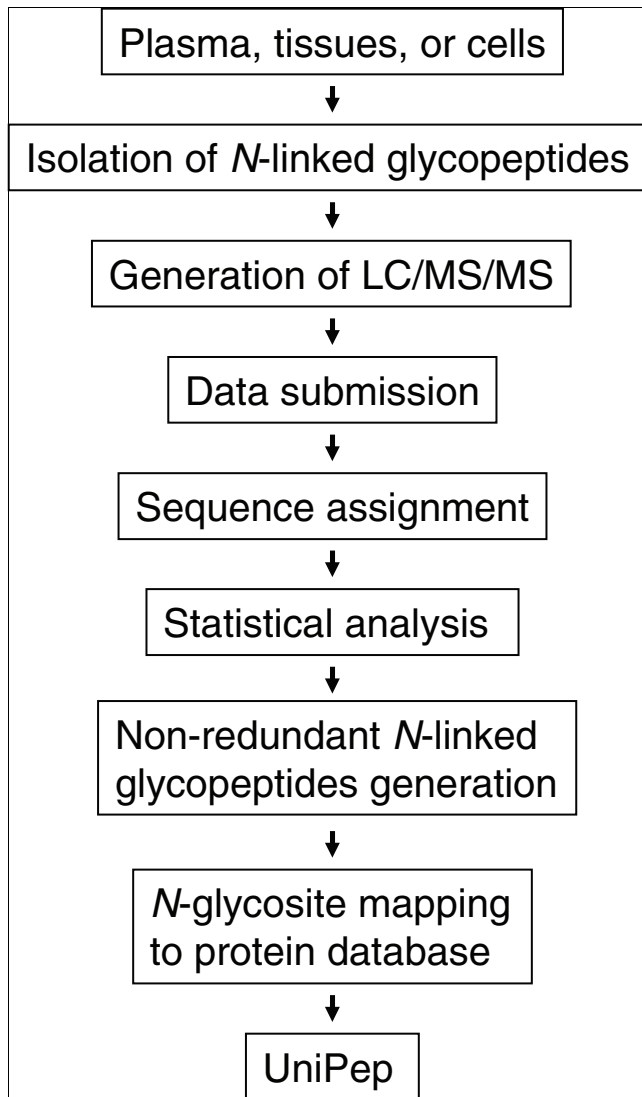 Plasma, tissues, or cells
Isolation of N-linked glycopeptides
Generation of LC/MS/MS
Data submission
Sequence assignment
Statistical analysis
Non-redundant N-linked
glycopeptides generation
N-glycosite mapping
to protein database
UniPep